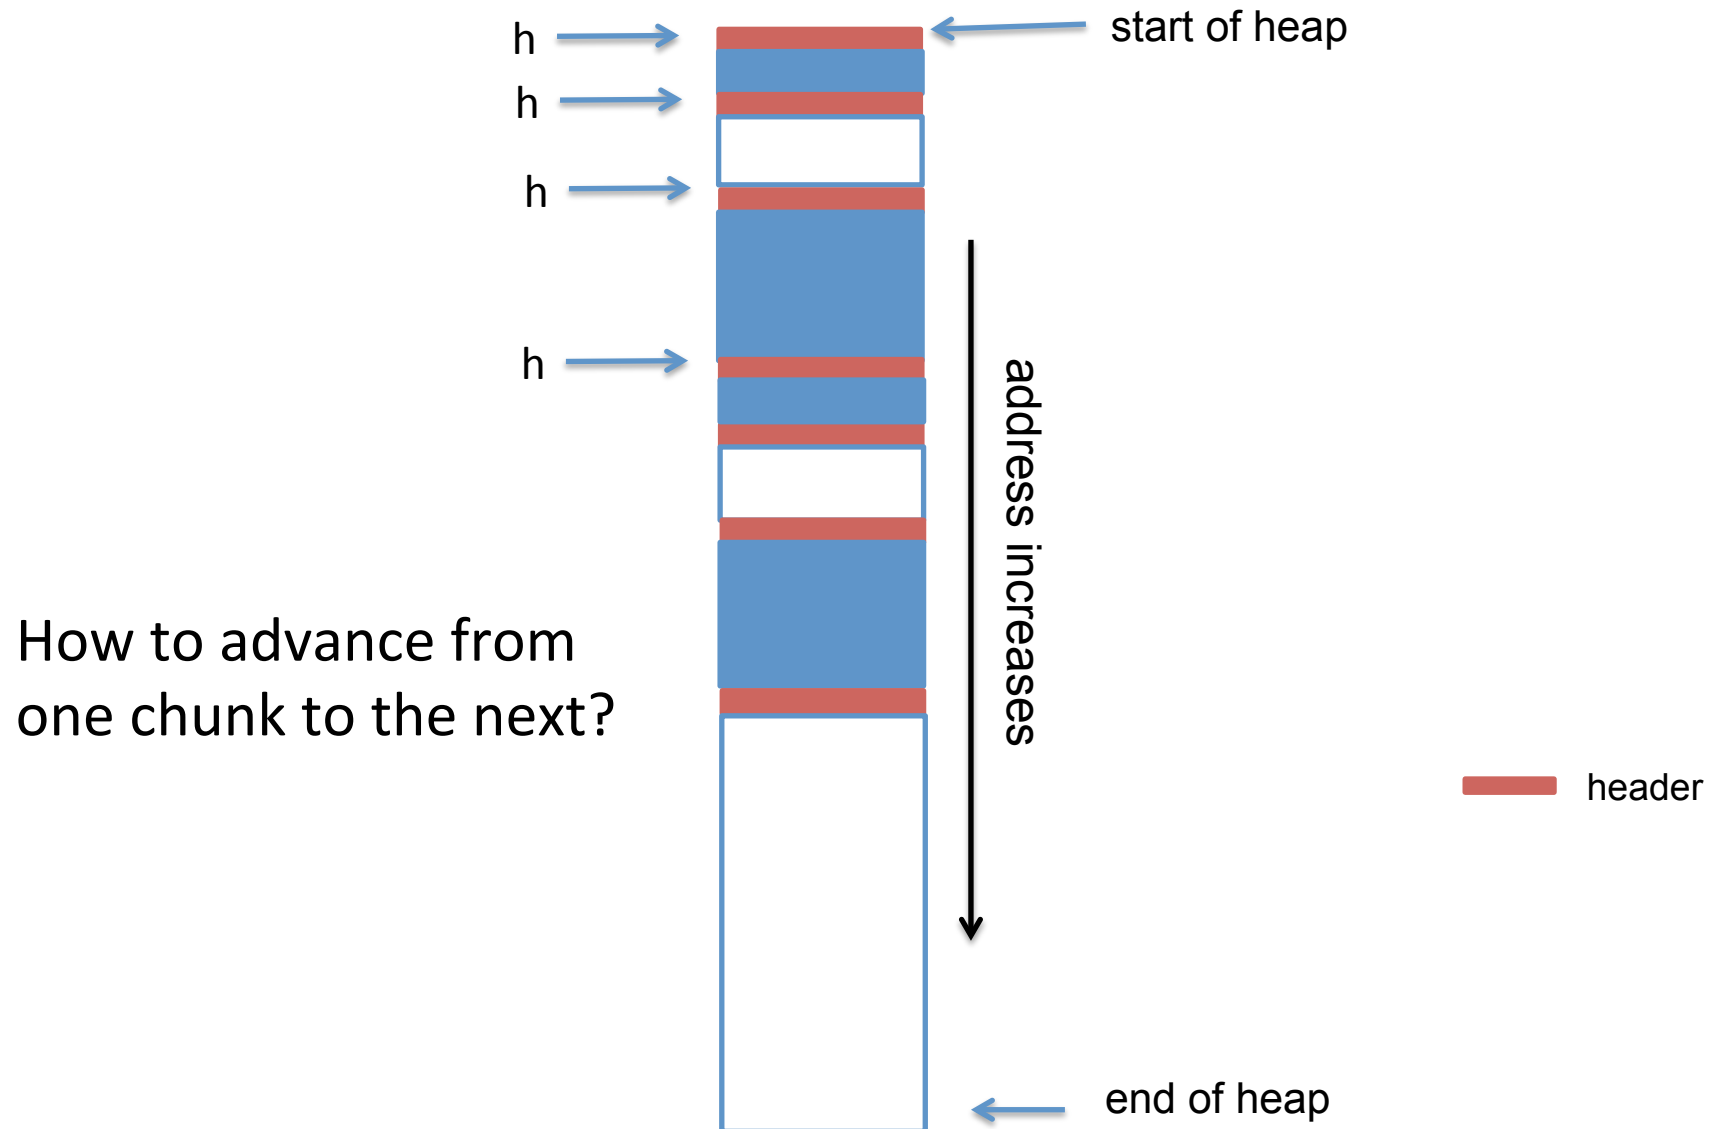 start of heap
h
h
h
h
address increases
How to advance from
one chunk to the next?
header
end of heap